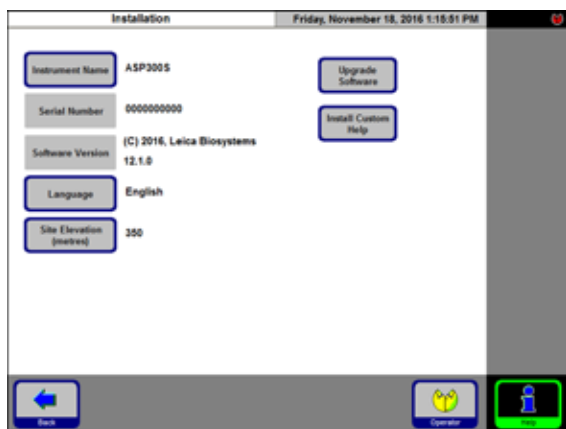 Installation
Friday, November 18, 2016 1:15:51 PM
Instrument Name
ASP300S
Upgrade
Software
Serial Number
0000000000
Install Custom
Help
Software Version
(C) 2016, Leica Biosystems
12.1.0
Language
English
Site Elevation
(metres)
350
Back
Operator
Help